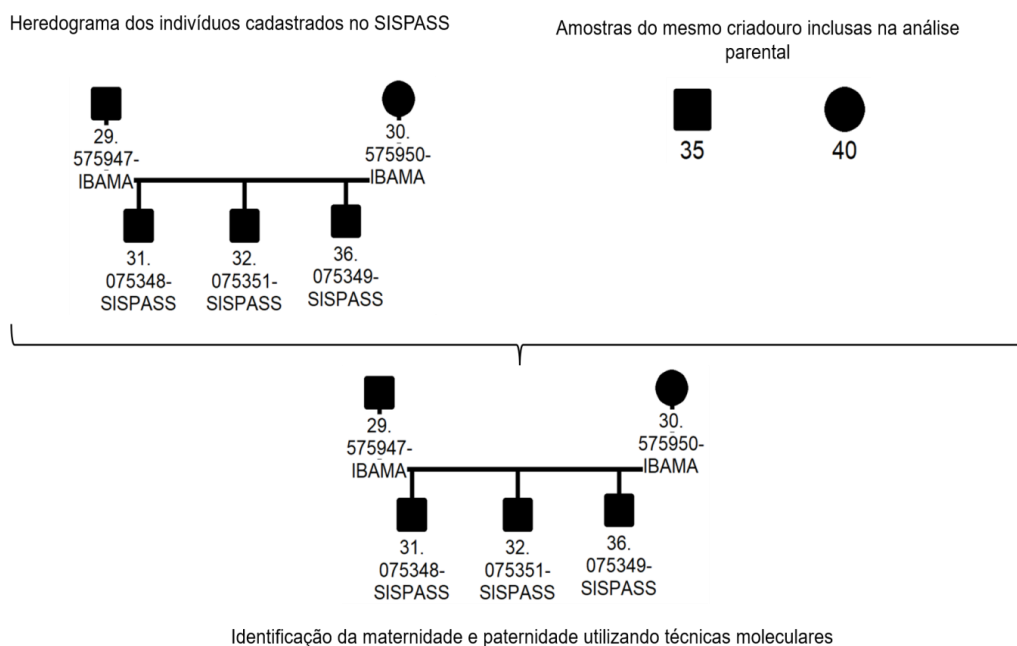 Heredograma dos indivíduos cadastrados no SISPASS
Amostras do mesmo criadouro inclusas na análise
parental
29.
575947-
IBAMA
30.
575950-
IBAMA
31.
075348-
SISPASS
32.
075351-
SISPASS
36.
075349-
SISPASS
35
40
29.
575947-
IBAMA
30.
575950-
IBAMA
31.
075348-
SISPASS
32.
075351-
SISPASS
36.
075349-
SISPASS
Identificação da maternidade e paternidade utilizando técnicas moleculares